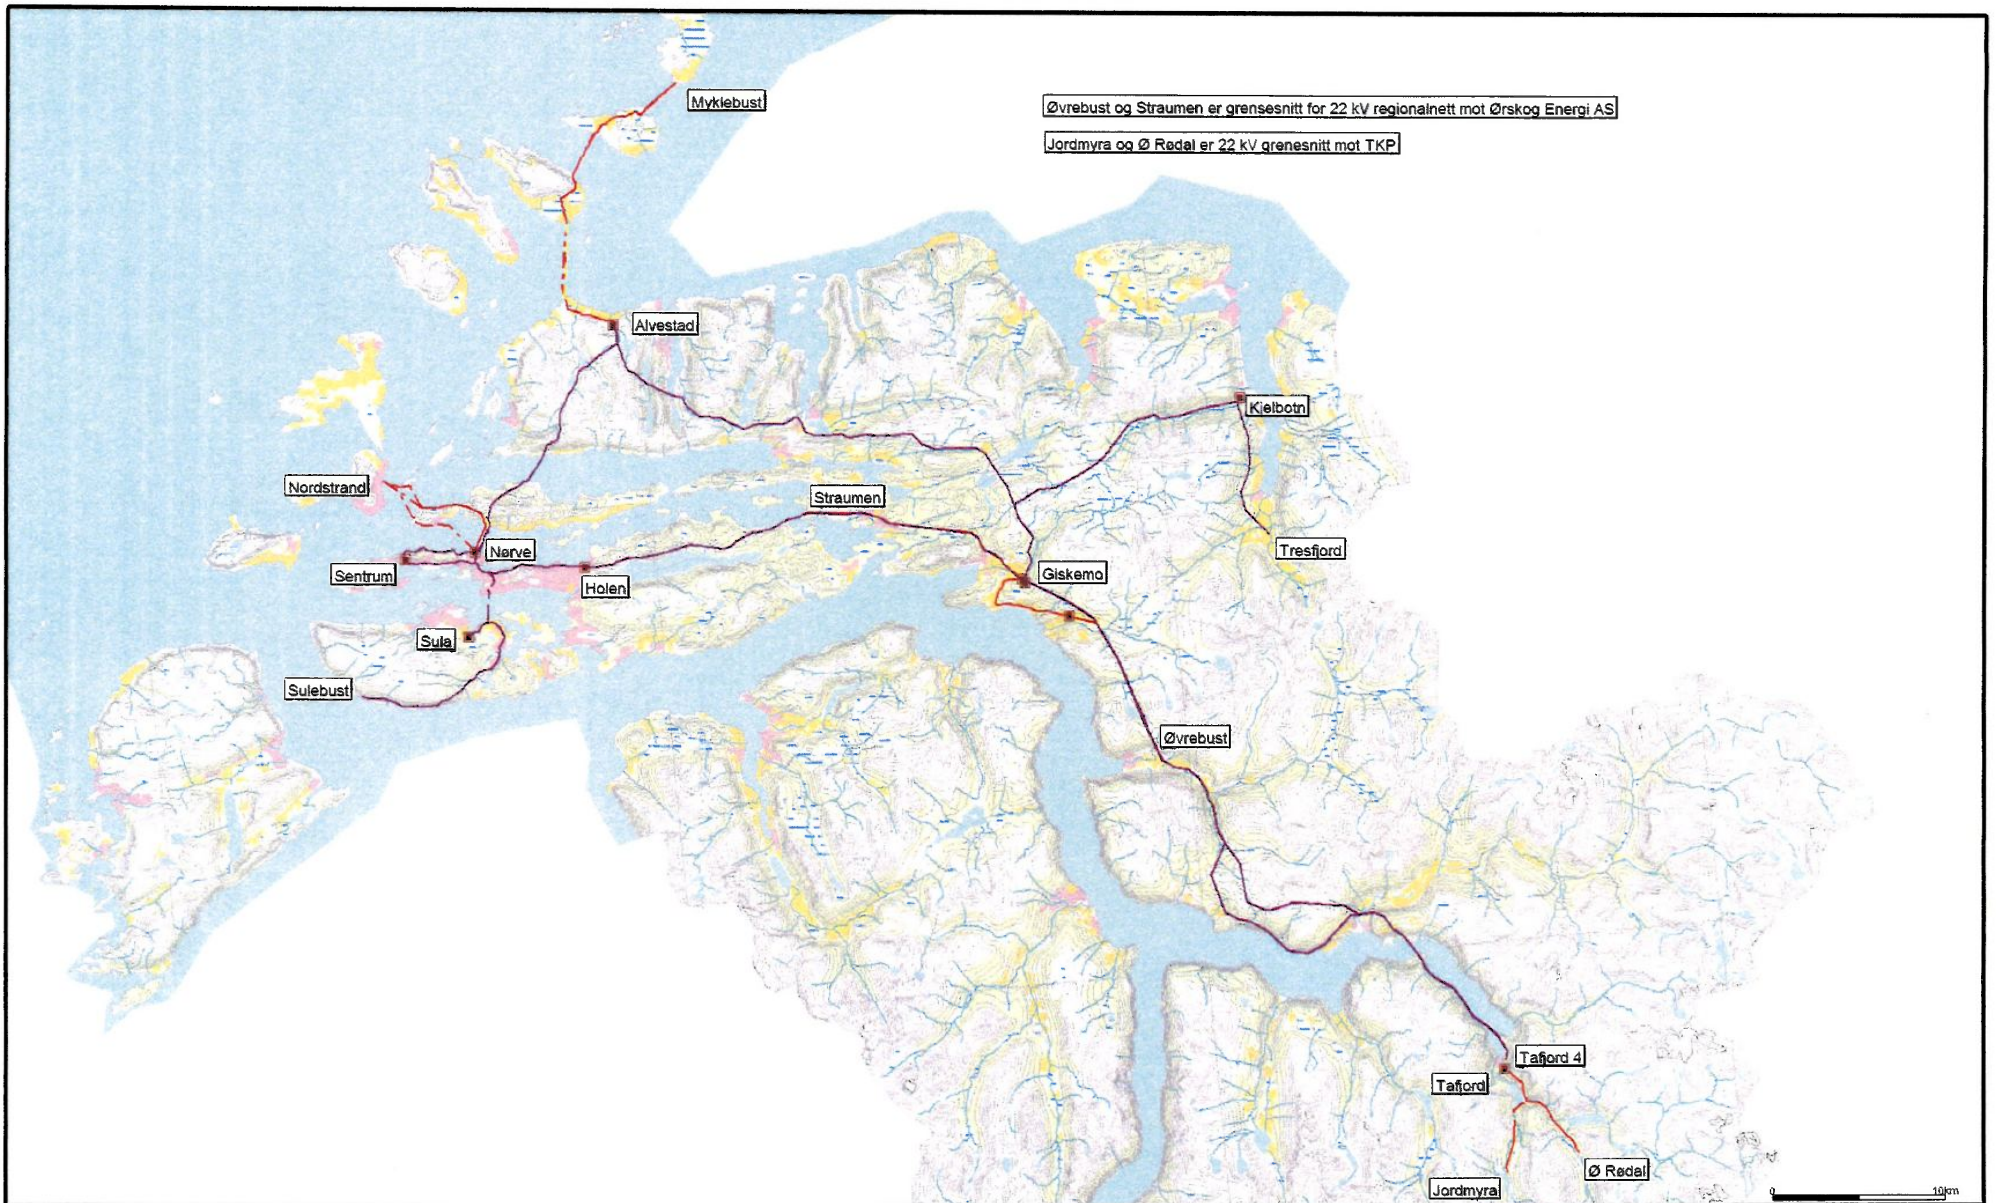 Myklebust
Øvrebust og Straumen er grensesnitt for 22 kV regionalnett mot Ørskog Energi AS
Jordmyra og Ø Rødal er 22 kV grenesnitt mot TKP
Alvestad
Kjelbotn
Nordstrand
Straumen
Nørve
Tresfjord
Sentrum
Holen
Giskemo
Sula
Sulebust
Øvrebust
Tafjord 4
Tafjord
Ø Rødal
Jordmyra
0 10km